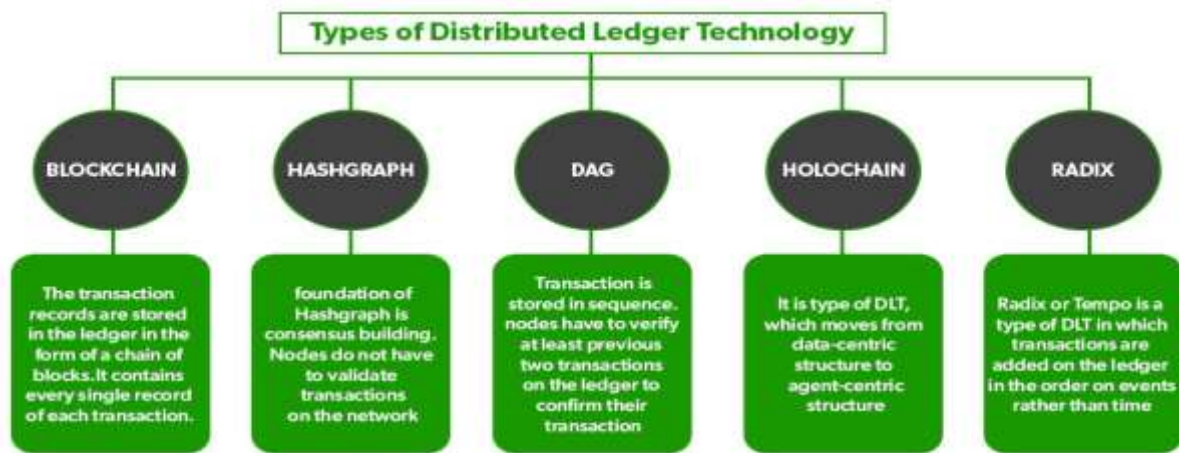 Types of Distributed Ledger Technology
BLOCKCHAIN
HASHGRAPH
DAG
HOLOCHAIN
RADIX
The transaction
records are stored
in the ledger in the
form of a chain of
blocks.It contains
every single record
of each transaction.
foundation of
Hashgraph is
consensus building.
Nodes do not have
to validate
transactions
on the network
Transaction is
stored in sequence.
nodes have to verify
at least previous
two transactions
on the ledger to
confirm their
transaction
It is type of DLT,
which moves from
data-centric
structure to
agent-centric
structure
Radix or Tempo is a
type of DLT in which
transactions are
added on the ledger
in the order on events
rather than time